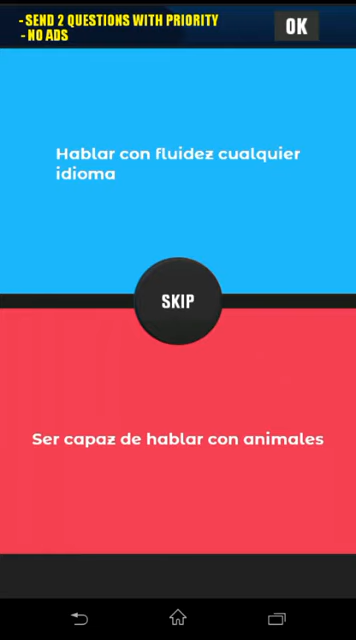 - SEND 2 QUESTIONS WITH PRIORITY
- NO ADS
OK
Hablar con fluidez cualquier
idioma
SKIP
Ser capaz de hablar con animales